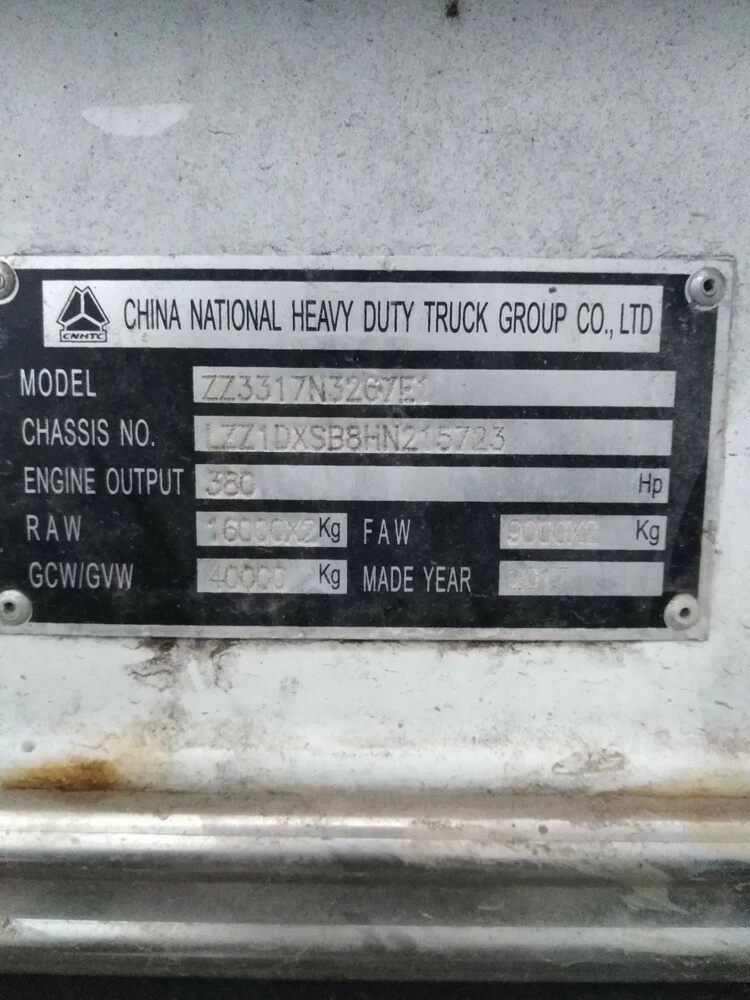 CNHTC CHINA NATIONAL HEAVY DUTY TRUCK GROUP CO., LTD
MODEL ZZ3317N3267E1
CHASSIS NO. LZZ1DXSB8HN215723
ENGINE OUTPUT 380 Hp
RAW 16000X2 Kg FAW 9000X2 Kg
GCW/GVW 40000 Kg MADE YEAR